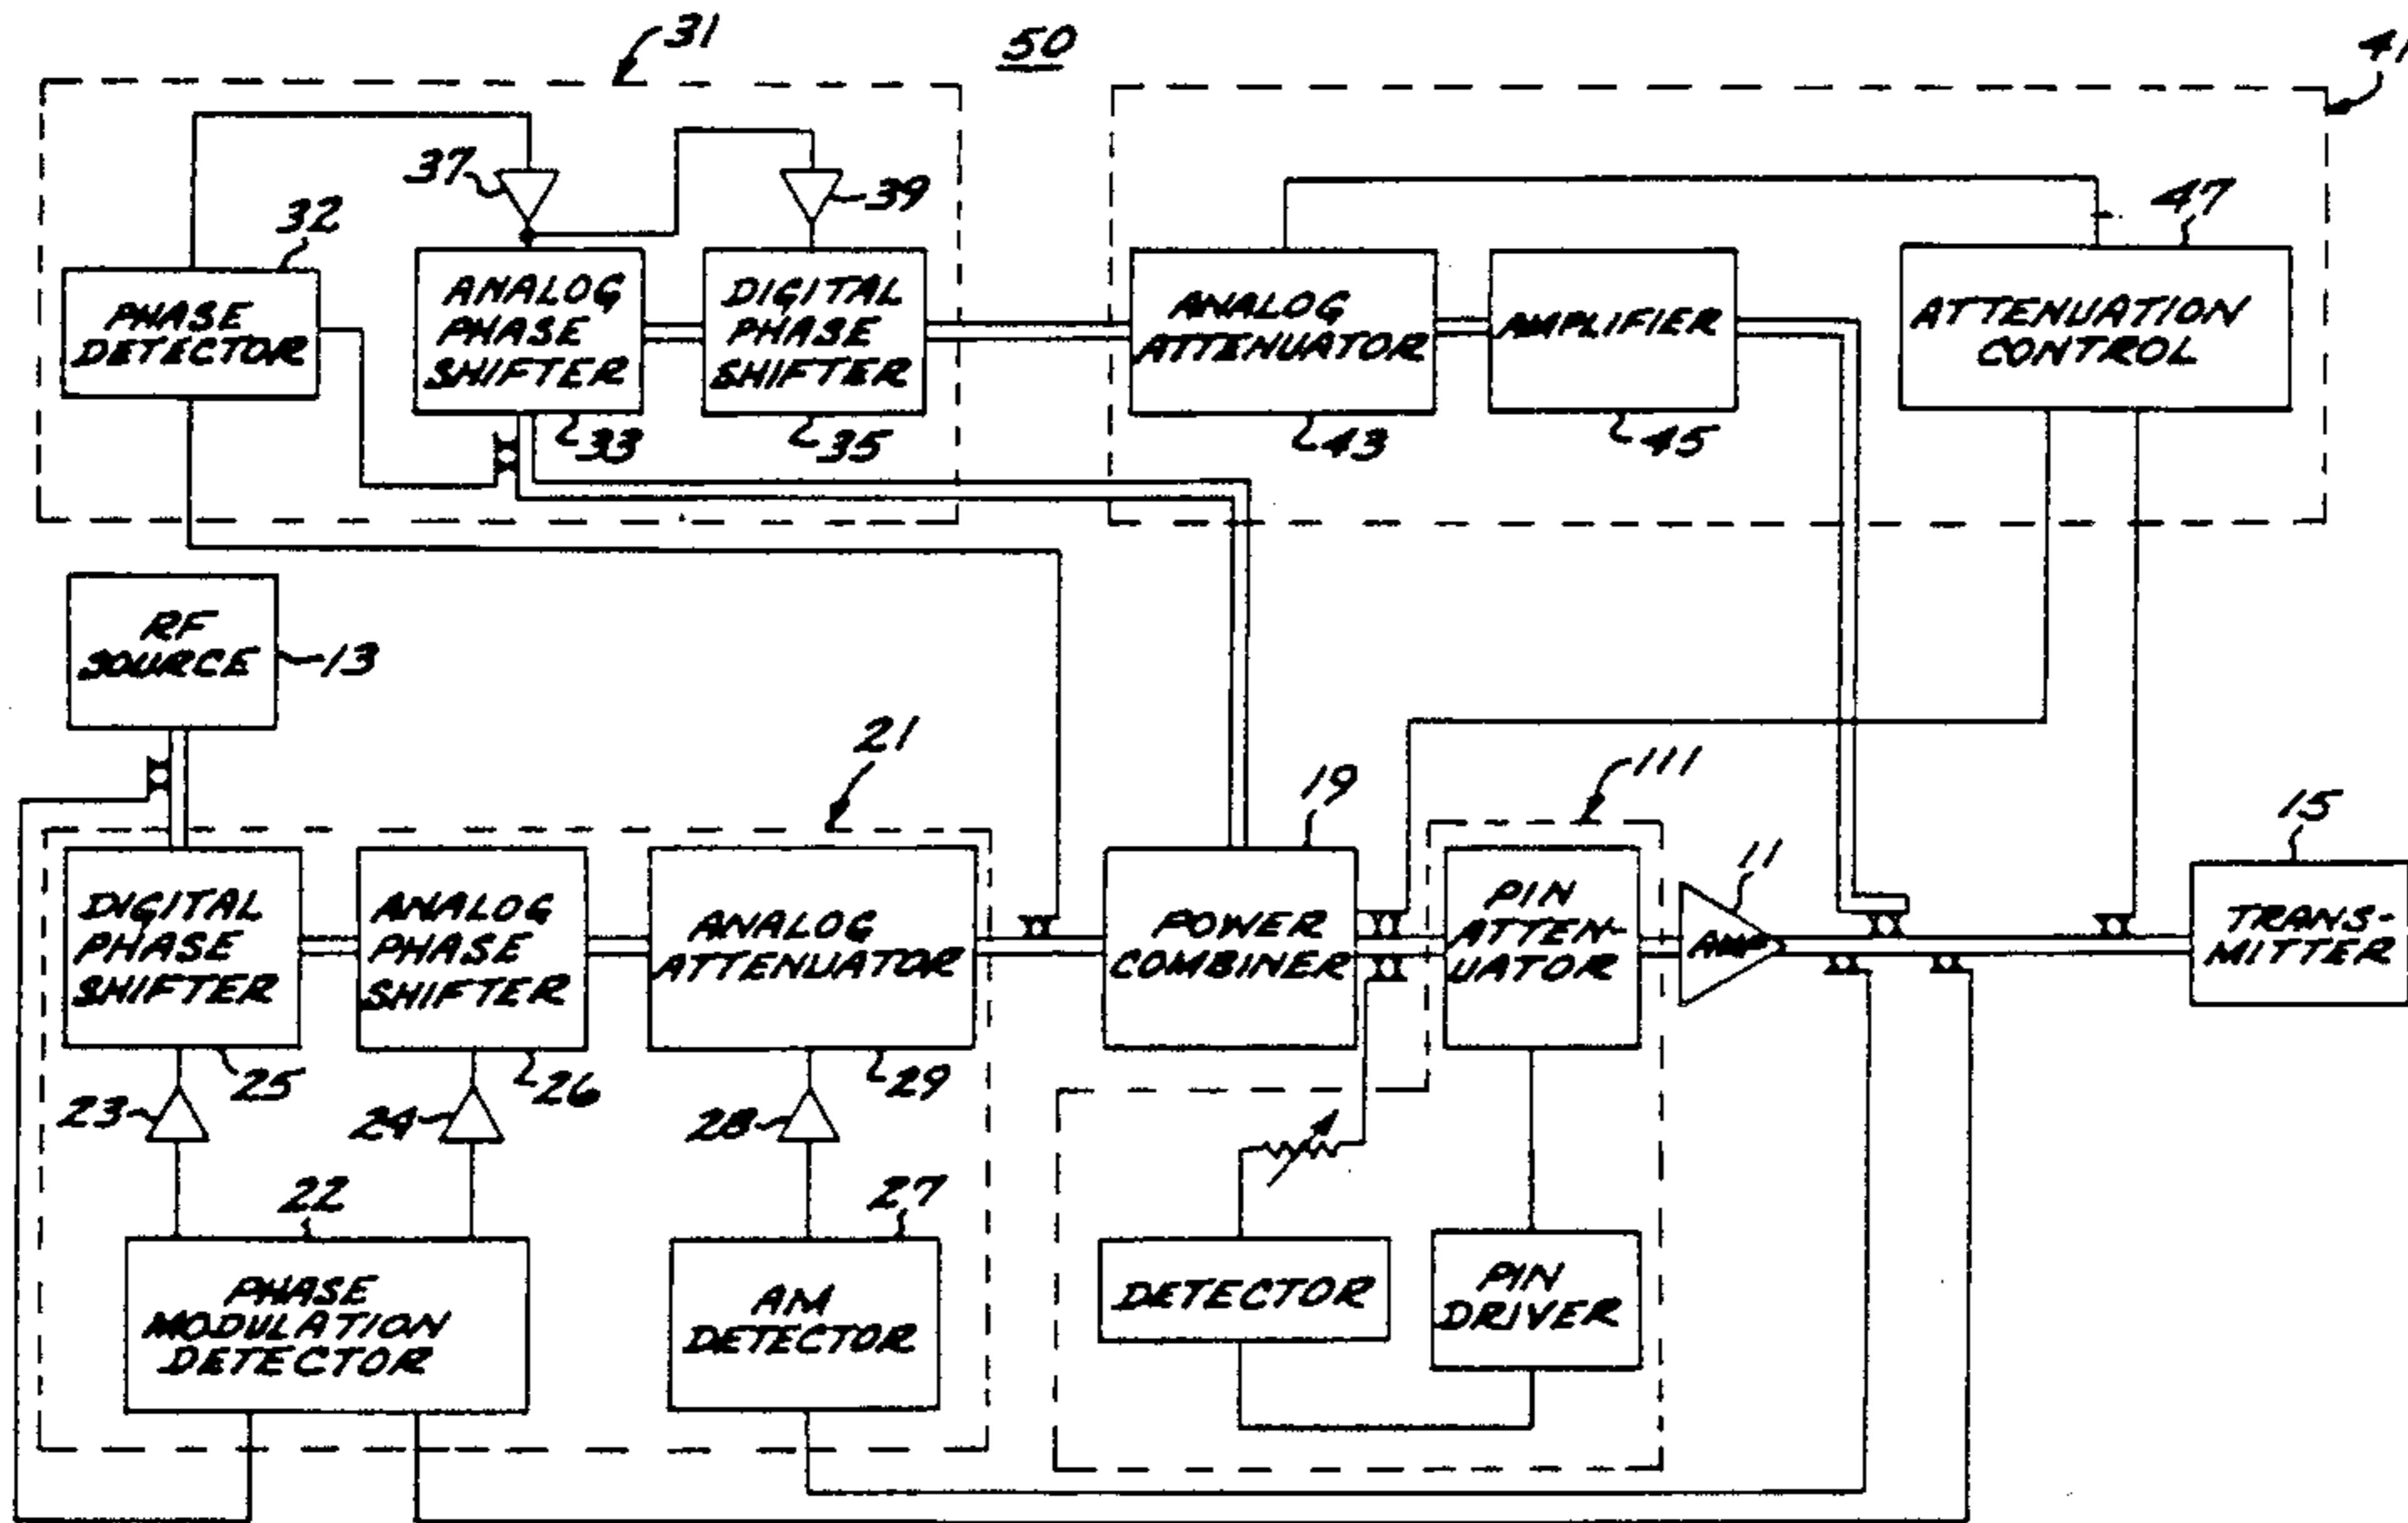 31
50
41
37
39
32
47
PHASE
DETECTOR
ANALOG
PHASE
SHIFTER
DIGITAL
PHASE
SHIFTER
ANALOG
ATTENUATOR
AMPLIFIER
ATTENUATION
CONTROL
33
35
43
45
RF
SOURCE
13
21
19
111
11
15
DIGITAL
PHASE
SHIFTER
ANALOG
PHASE
SHIFTER
ANALOG
ATTENUATOR
POWER
COMBINER
PIN
ATTEN-
UATOR
AMP
TRANS-
MITTER
23
25
24
26
28
29
22
27
PHASE
MODULATION
DETECTOR
AM
DETECTOR
DETECTOR
PIN
DRIVER